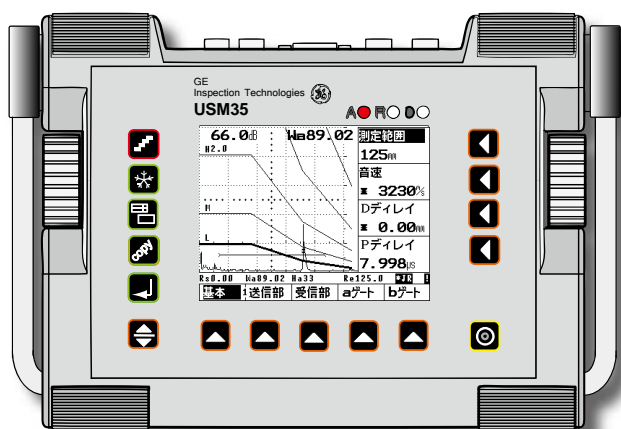 GE
Inspection Technologies
USM35
A R D
66.0dB Wa89.02
H2.0
M
L
測定範囲
125mm
音速
3230m/s
Dディレイ
0.00mm
Pディレイ
7.998µs
Rs0.00 Wa89.02 Ha33 Re125.0
基本 1送信部 受信部 aゲート bゲート
copy